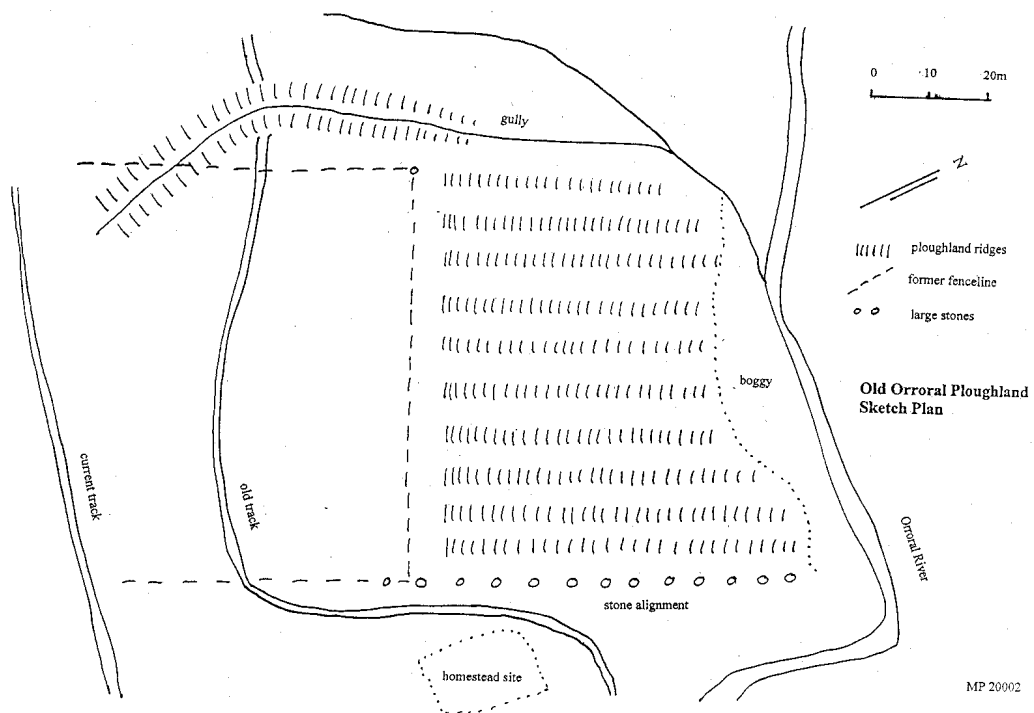 0 10 20m
gully
N
ploughland ridges
former fenceline
large stones
boggy
Old Orroral Ploughland
Sketch Plan
current track
old track
Orroral River
stone alignment
homestead site
MP 20002